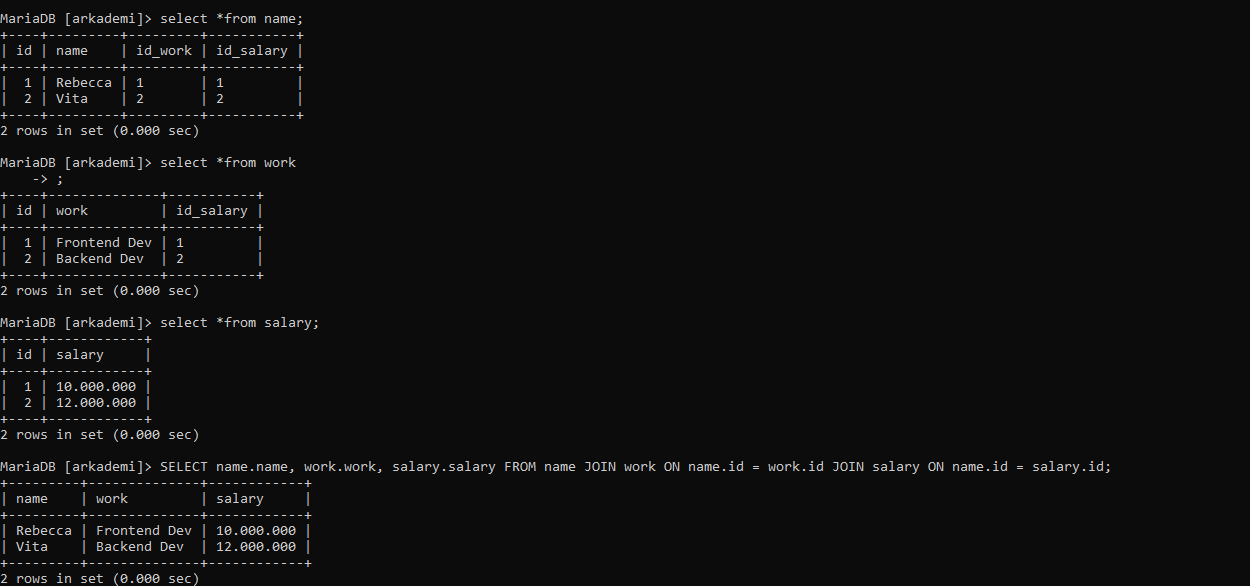 MariaDB [arkademi]> select *from name;
+----+---------+---------+-----------+
| id | name    | id_work | id_salary |
+----+---------+---------+-----------+
|  1 | Rebecca | 1       | 1         |
|  2 | Vita    | 2       | 2         |
+----+---------+---------+-----------+
2 rows in set (0.000 sec)

MariaDB [arkademi]> select *from work
    -> ;
+----+--------------+-----------+
| id | work         | id_salary |
+----+--------------+-----------+
|  1 | Frontend Dev | 1         |
|  2 | Backend Dev  | 2         |
+----+--------------+-----------+
2 rows in set (0.000 sec)

MariaDB [arkademi]> select *from salary;
+----+------------+
| id | salary     |
+----+------------+
|  1 | 10.000.000 |
|  2 | 12.000.000 |
+----+------------+
2 rows in set (0.000 sec)

MariaDB [arkademi]> SELECT name.name, work.work, salary.salary FROM name JOIN work ON name.id = work.id JOIN salary ON name.id = salary.id;
+---------+--------------+------------+
| name    | work         | salary     |
+---------+--------------+------------+
| Rebecca | Frontend Dev | 10.000.000 |
| Vita    | Backend Dev  | 12.000.000 |
+---------+--------------+------------+
2 rows in set (0.000 sec)